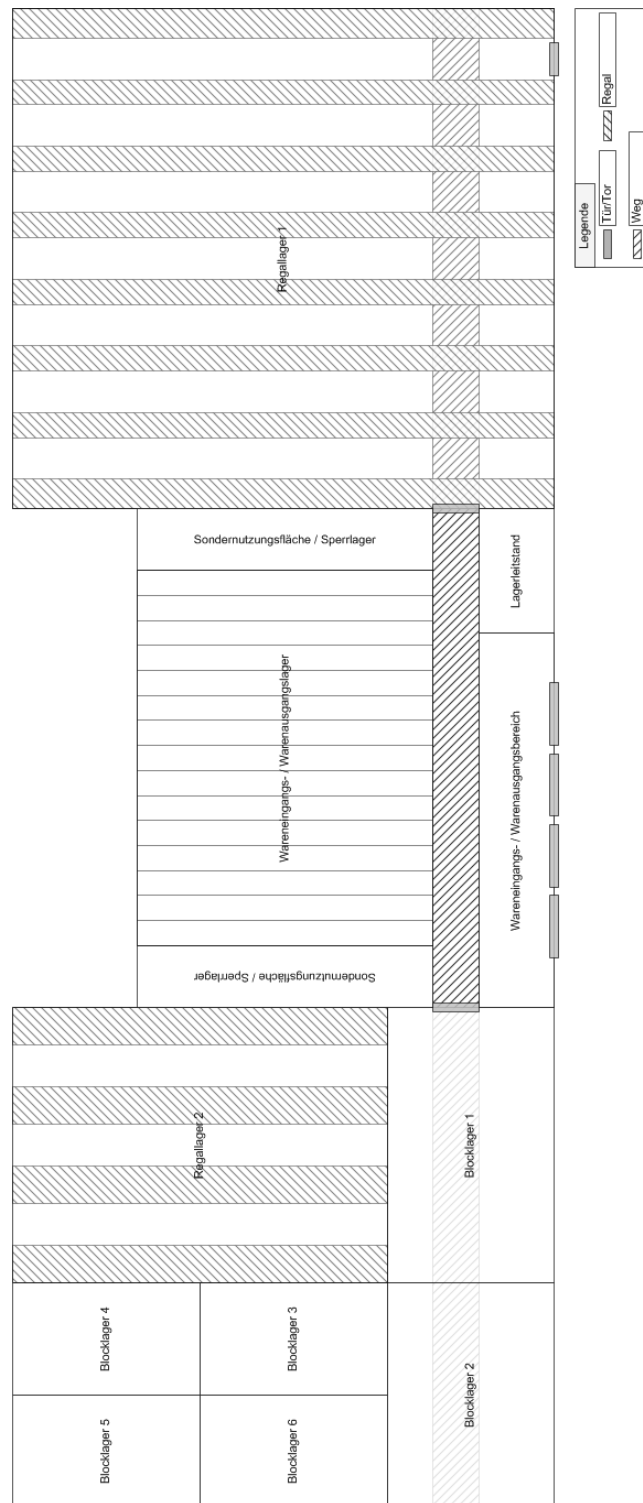 Legende
Tür/Tor
Regal
Weg
Regallager 1
Sondernutzungsfläche / Sperrlager
Lagerleitstand
Wareneingangs- / Warenausgangslager
Wareneingangs- / Warenausgangsbereich
Sondernutzungsfläche / Sperrlager
Regallager 2
Blocklager 1
Blocklager 4
Blocklager 3
Blocklager 2
Blocklager 5
Blocklager 6